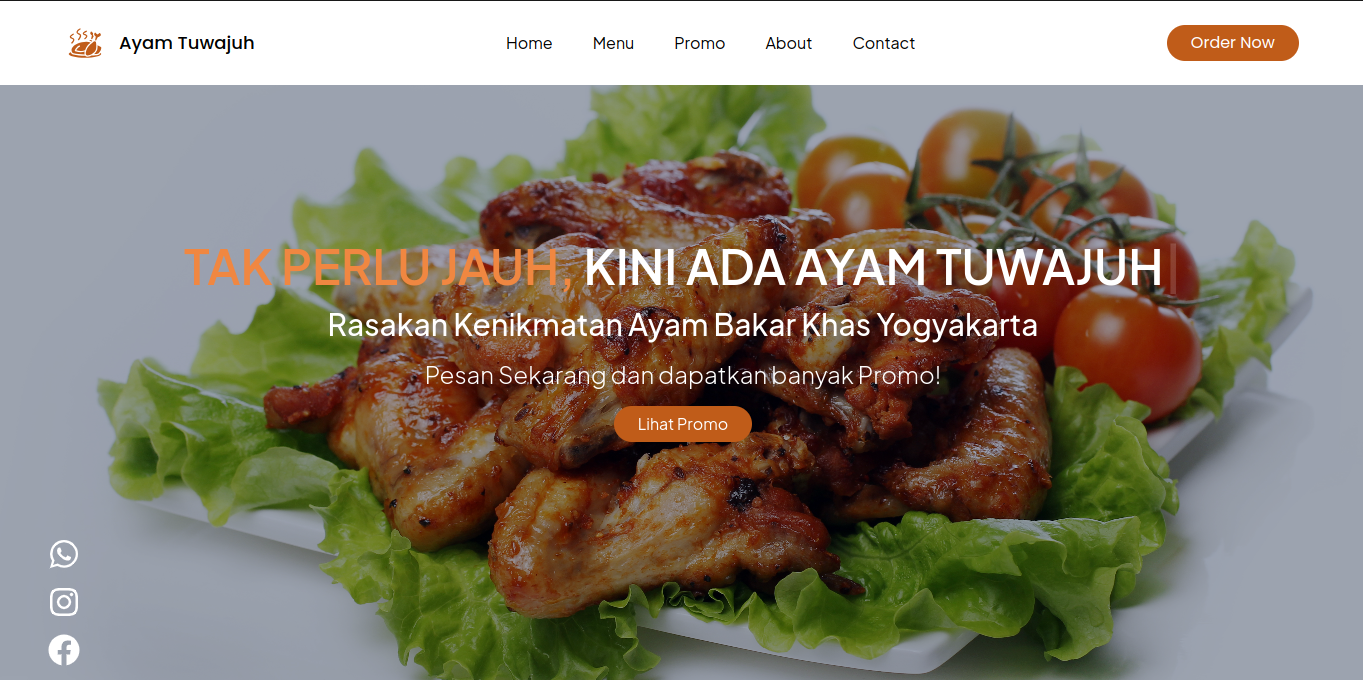 Ayam Tuwajuh
Home Menu Promo About Contact
Order Now
TAK PERLU JAUH, KINI ADA AYAM TUWAJUH
Rasakan Kenikmatan Ayam Bakar Khas Yogyakarta
Pesan Sekarang dan dapatkan banyak Promo!
Lihat Promo